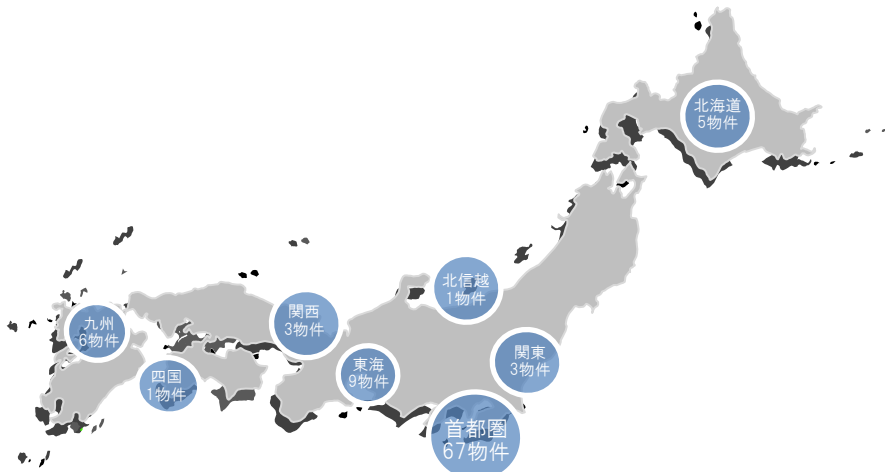 北海道
5物件
北信越
1物件
関西
3物件
九州
6物件
関東
3物件
東海
9物件
四国
1物件
首都圏
67物件